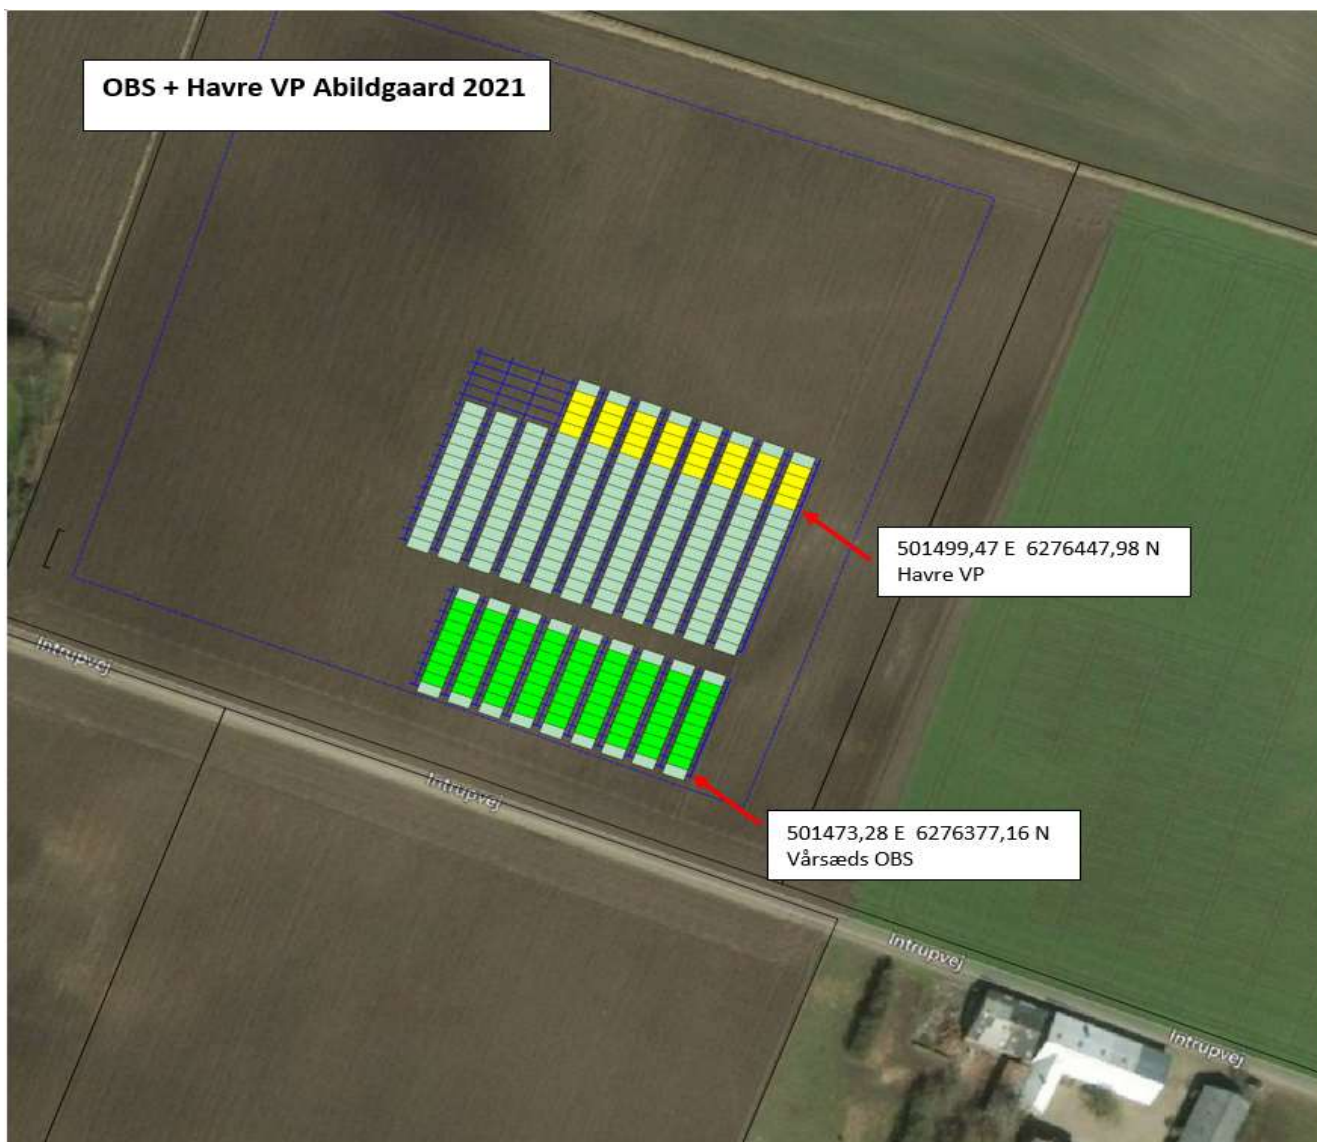 OBS + Havre VP Abildgaard 2021
501499,47 E  6276447,98 N
Havre VP
Intrupvej
Intrupvej
501473,28 E  6276377,16 N
Vårsæds OBS
Intrupvej
Intrupvej